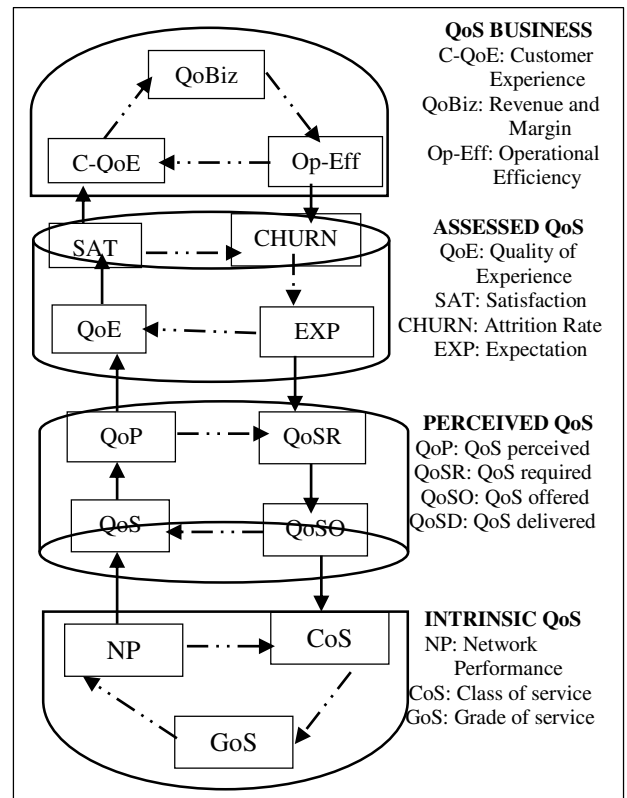 QoBiz
C-QoE
Op-Eff
SAT
CHURN
QoE
EXP
QoP
QoSR
QoS
QoSO
NP
CoS
GoS
QoS BUSINESS
C-QoE: Customer
Experience
QoBiz: Revenue and
Margin
Op-Eff: Operational
Efficiency
ASSESSED QoS
QoE: Quality of
Experience
SAT: Satisfaction
CHURN: Attrition Rate
EXP: Expectation
PERCEIVED QoS
QoP: QoS perceived
QoSR: QoS required
QoSO: QoS offered
QoSD: QoS delivered
INTRINSIC QoS
NP: Network
Performance
CoS: Class of service
GoS: Grade of service